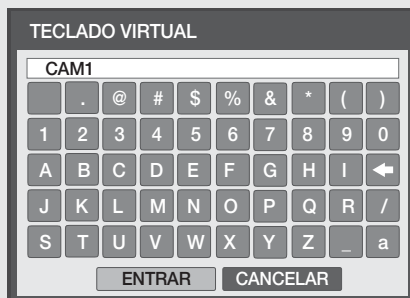 TECLADO VIRTUAL
CAM1
. @ # $ % & * ( )
1 2 3 4 5 6 7 8 9 0
A B C D E F G H I ←
J K L M N O P Q R /
S T U V W X Y Z _ a
ENTRAR CANCELAR